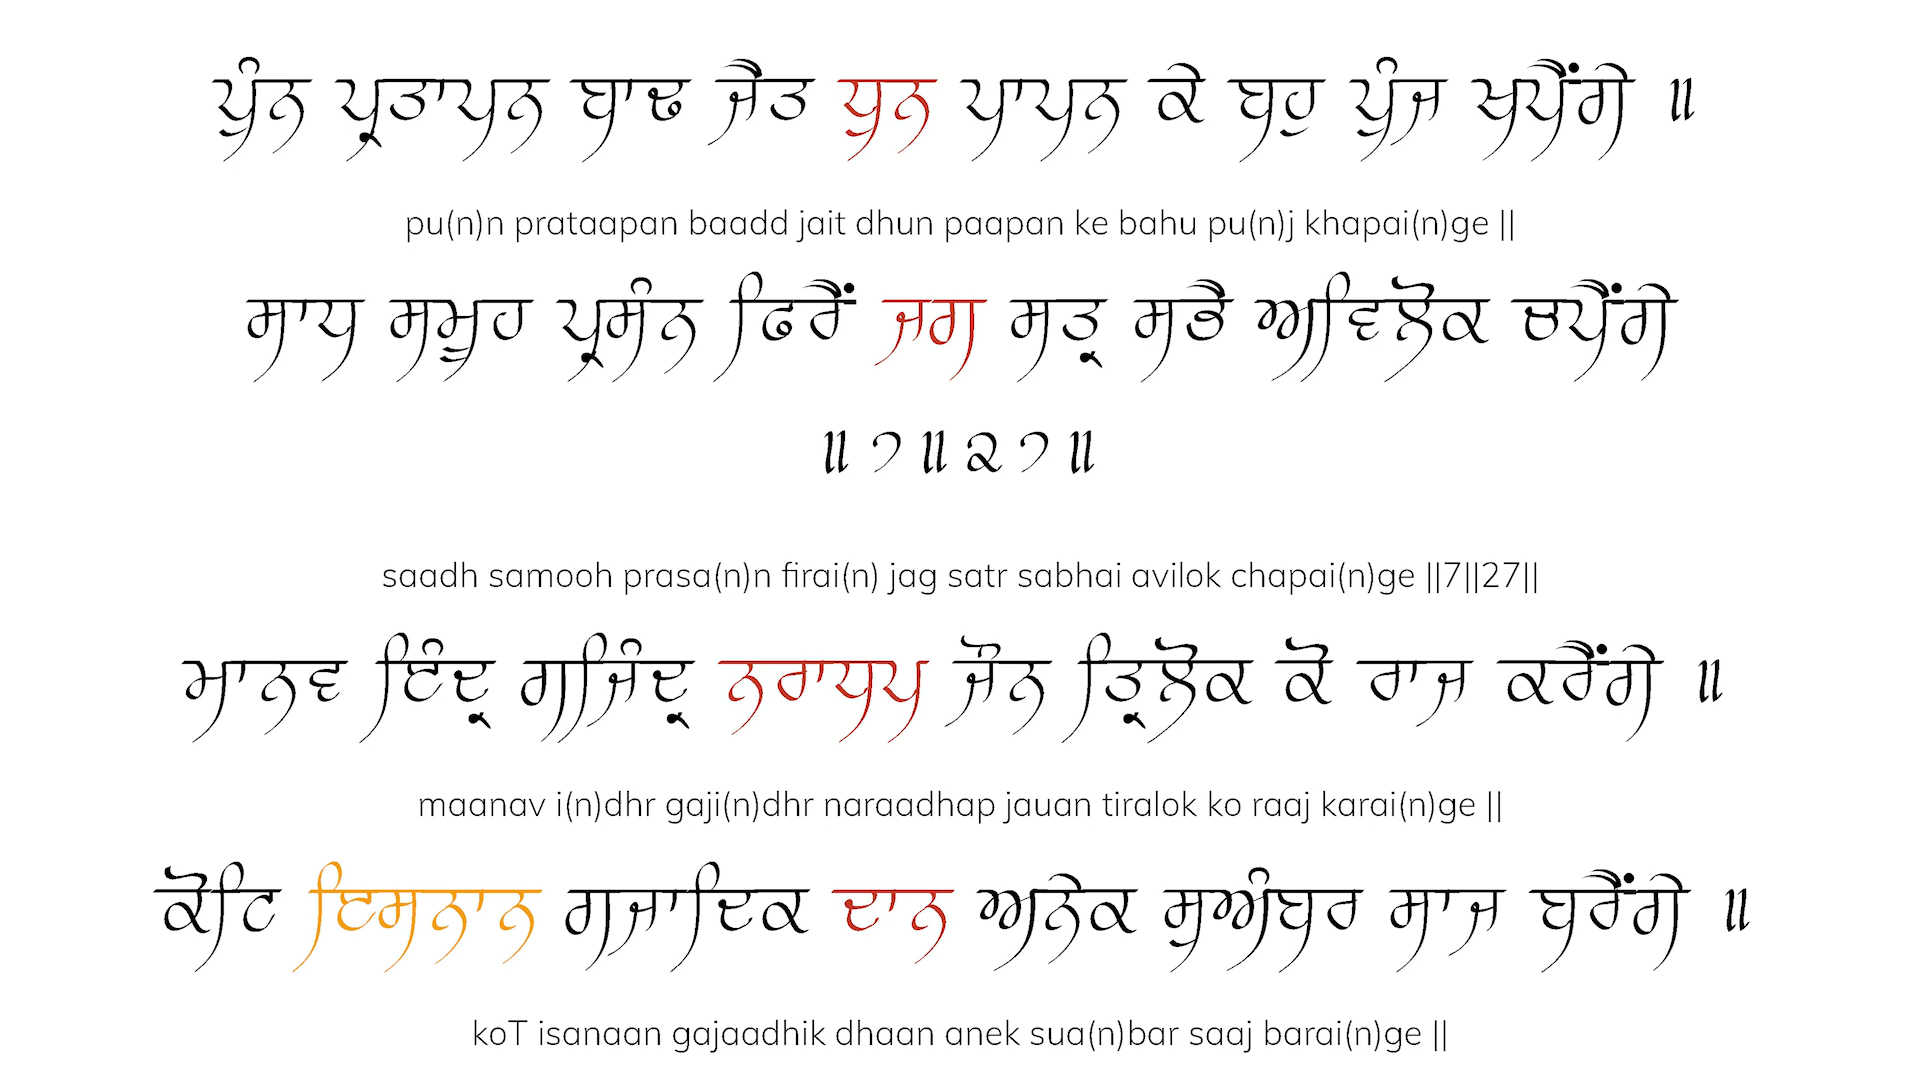 ਪੁੰਨ ਪ੍ਰਤਾਪਨ ਬਾਢ ਜੈਤ ਧੁਨ ਪਾਪਨ ਕੇ ਬਹੁ ਪੁੰਜ ਖਪੈਂਗੇ ॥
pu(n)n prataapan baadd jait dhun paapan ke bahu pu(n)j khapai(n)ge ||
ਸਾਧ ਸਮੂਹ ਪ੍ਰਸੰਨ ਫਿਰੈਂ ਜਗ ਸਤ੍ਰ ਸਭੈ ਅਵਿਲੋਕ ਚਪੈਂਗੇ
॥੭॥੨੭॥
saadh samooh prasa(n)n firai(n) jag satr sabhai avilok chapai(n)ge ||7||27||
ਮਾਨਵ ਇੰਦ੍ਰ ਗਜਿੰਦ੍ਰ ਨਰਾਧਪ ਜੌਨ ਤ੍ਰਿਲੋਕ ਕੋ ਰਾਜ ਕਰੈਂਗੇ ॥
maanav i(n)dhr gaji(n)dhr naraadhap jauan tiralok ko raaj karai(n)ge ||
ਕੋਟਿ ਇਸਨਾਨ ਗਜਾਦਿਕ ਦਾਨ ਅਨੇਕ ਸੁਅੰਬਰ ਸਾਜ ਬਰੈਂਗੇ ॥
koT isanaan gajaadhik dhaan anek sua(n)bar saaj barai(n)ge ||